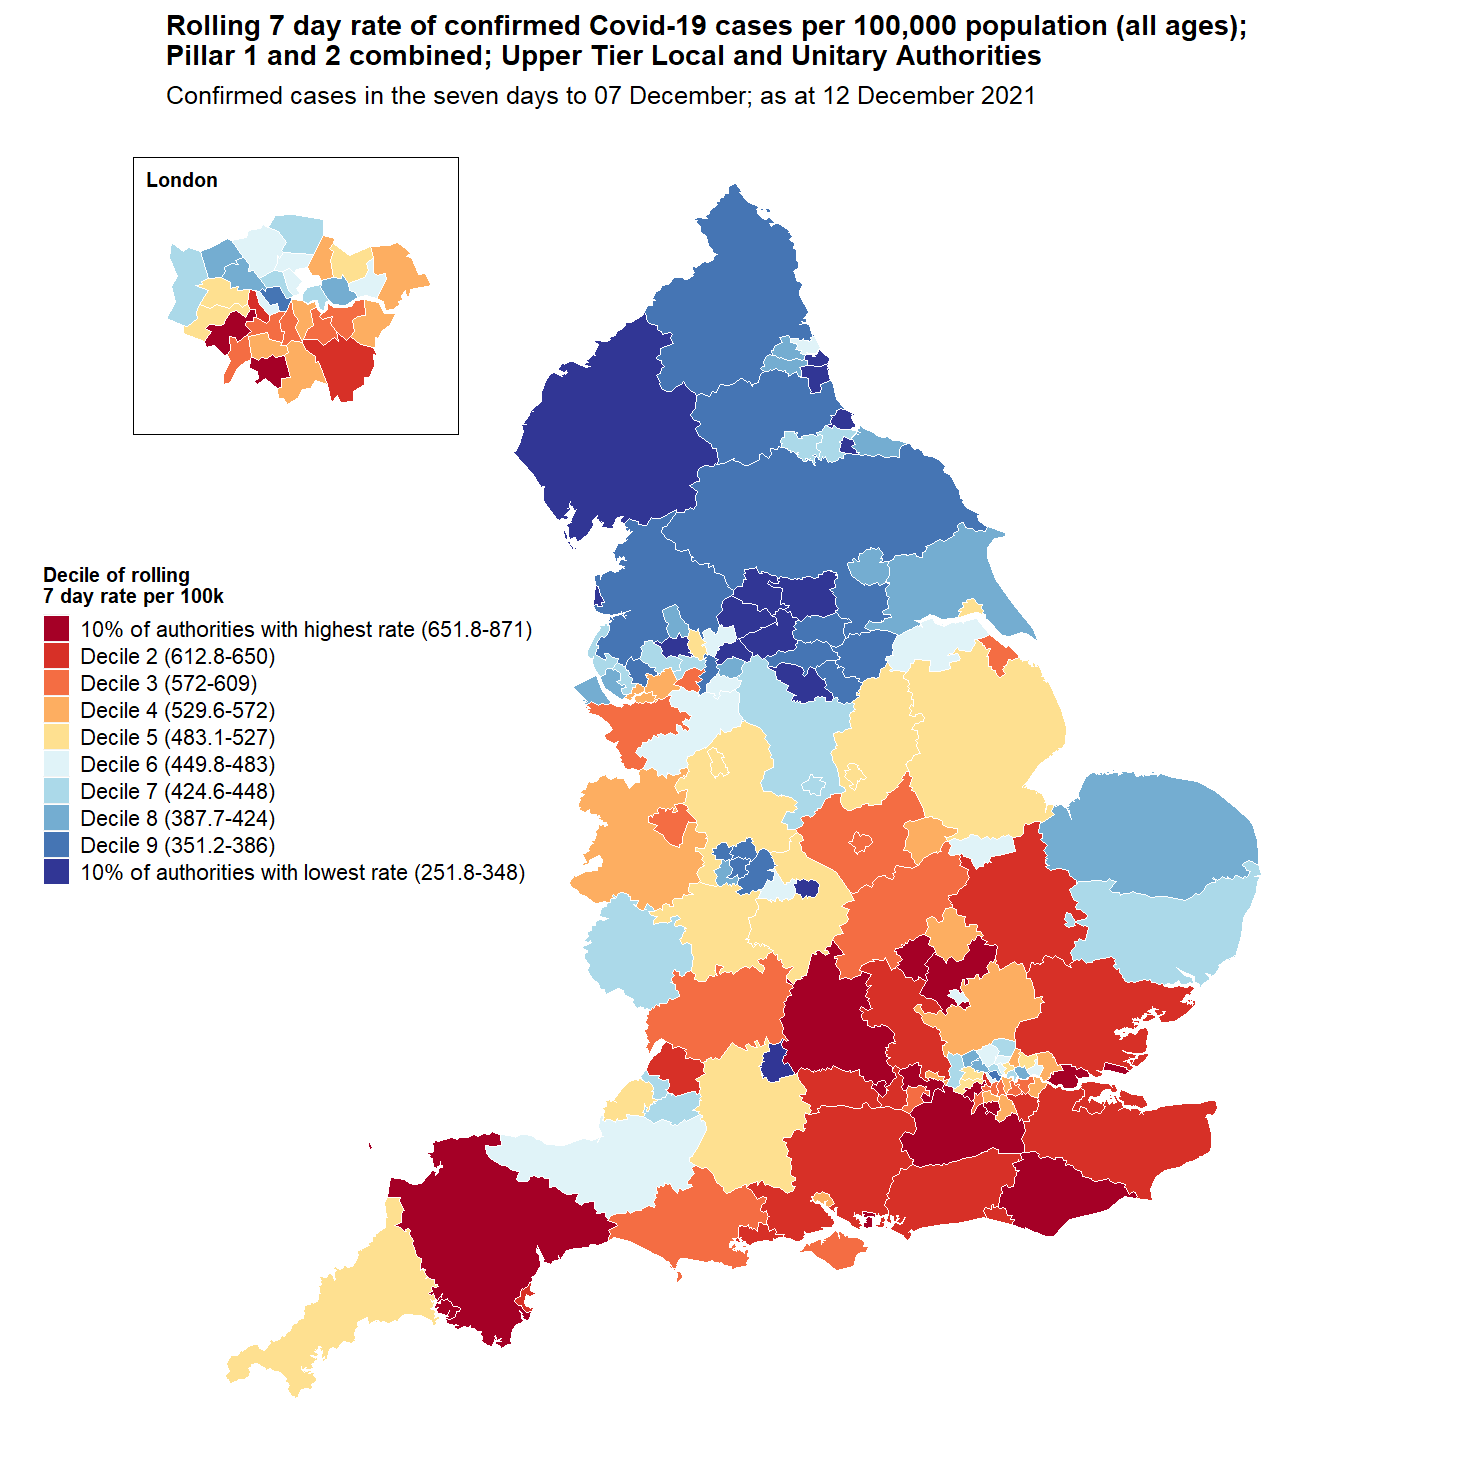 Rolling 7 day rate of confirmed Covid-19 cases per 100,000 population (all ages);
Pillar 1 and 2 combined; Upper Tier Local and Unitary Authorities
Confirmed cases in the seven days to 07 December; as at 12 December 2021
London
Decile of rolling
7 day rate per 100k
10% of authorities with highest rate (651.8-871)
Decile 2 (612.8-650)
Decile 3 (572-609)
Decile 4 (529.6-572)
Decile 5 (483.1-527)
Decile 6 (449.8-483)
Decile 7 (424.6-448)
Decile 8 (387.7-424)
Decile 9 (351.2-386)
10% of authorities with lowest rate (251.8-348)